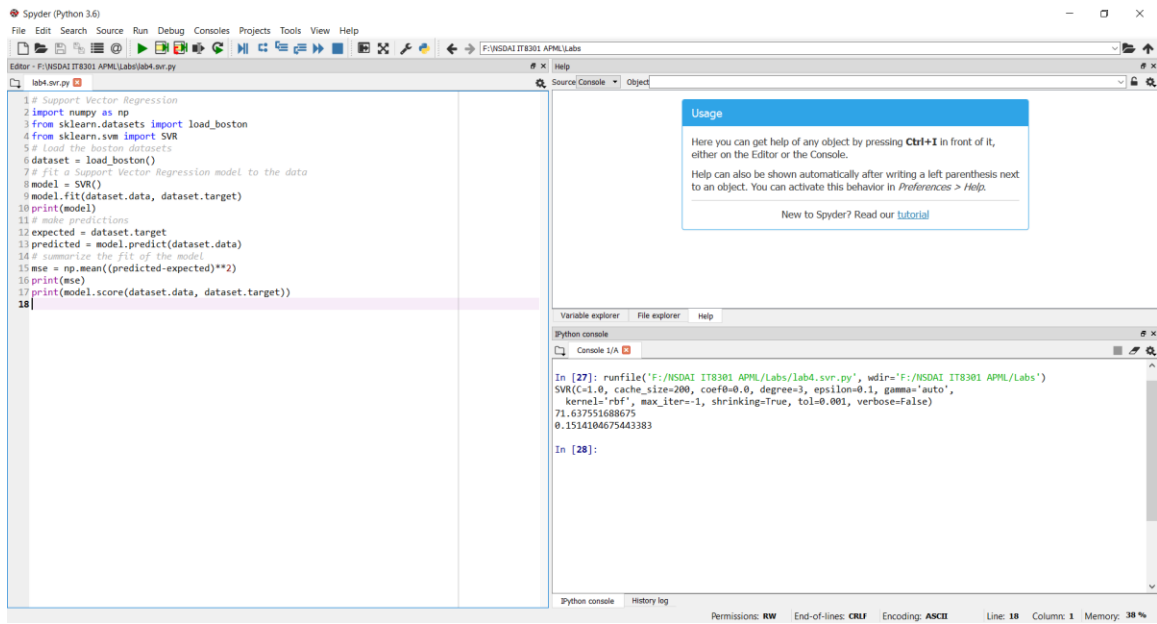 Spyder (Python 3.6)
File Edit Search Source Run Debug Consoles Projects Tools View Help
F:\NSDAI IT8301 APML\Labs
Editor - F:\NSDAI IT8301 APML\Labs\lab4.svr.py
lab4.svr.py
1 # Support Vector Regression
2 import numpy as np
3 from sklearn.datasets import load_boston
4 from sklearn.svm import SVR
5 # load the boston datasets
6 dataset = load_boston()
7 # fit a Support Vector Regression model to the data
8 model = SVR()
9 model.fit(dataset.data, dataset.target)
10 print(model)
11 # make predictions
12 expected = dataset.target
13 predicted = model.predict(dataset.data)
14 # summarize the fit of the model
15 mse = np.mean((predicted-expected)**2)
16 print(mse)
17 print(model.score(dataset.data, dataset.target))
18
Help
Source Console Object
Usage
Here you can get help of any object by pressing Ctrl+I in front of it,
either on the Editor or the Console.
Help can also be shown automatically after writing a left parenthesis next
to an object. You can activate this behavior in Preferences > Help.
New to Spyder? Read our tutorial
Variable explorer File explorer Help
IPython console
Console 1/A
In [27]: runfile('F:/NSDAI IT8301 APML/Labs/lab4.svr.py', wdir='F:/NSDAI IT8301 APML/Labs')
SVR(C=1.0, cache_size=200, coef0=0.0, degree=3, epsilon=0.1, gamma='auto',
kernel='rbf', max_iter=-1, shrinking=True, tol=0.001, verbose=False)
71.637551688675
0.1514104675443383
In [28]:
IPython console History log
Permissions: RW End-of-lines: CRLF Encoding: ASCII Line: 18 Column: 1 Memory: 38 %